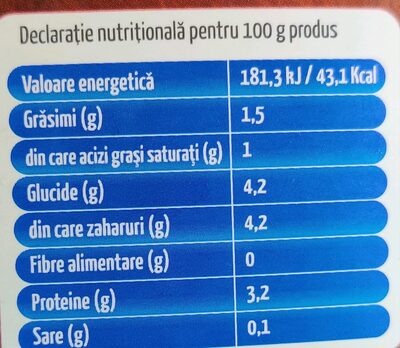 Declarație nutrițională pentru 100 g produs
Valoare energetică 181,3 kJ / 43,1 Kcal
Grăsimi (g) 1,5
din care acizi grași saturați (g) 1
Glucide (g) 4,2
din care zaharuri (g) 4,2
Fibre alimentare (g) 0
Proteine (g) 3,2
Sare (g) 0,1